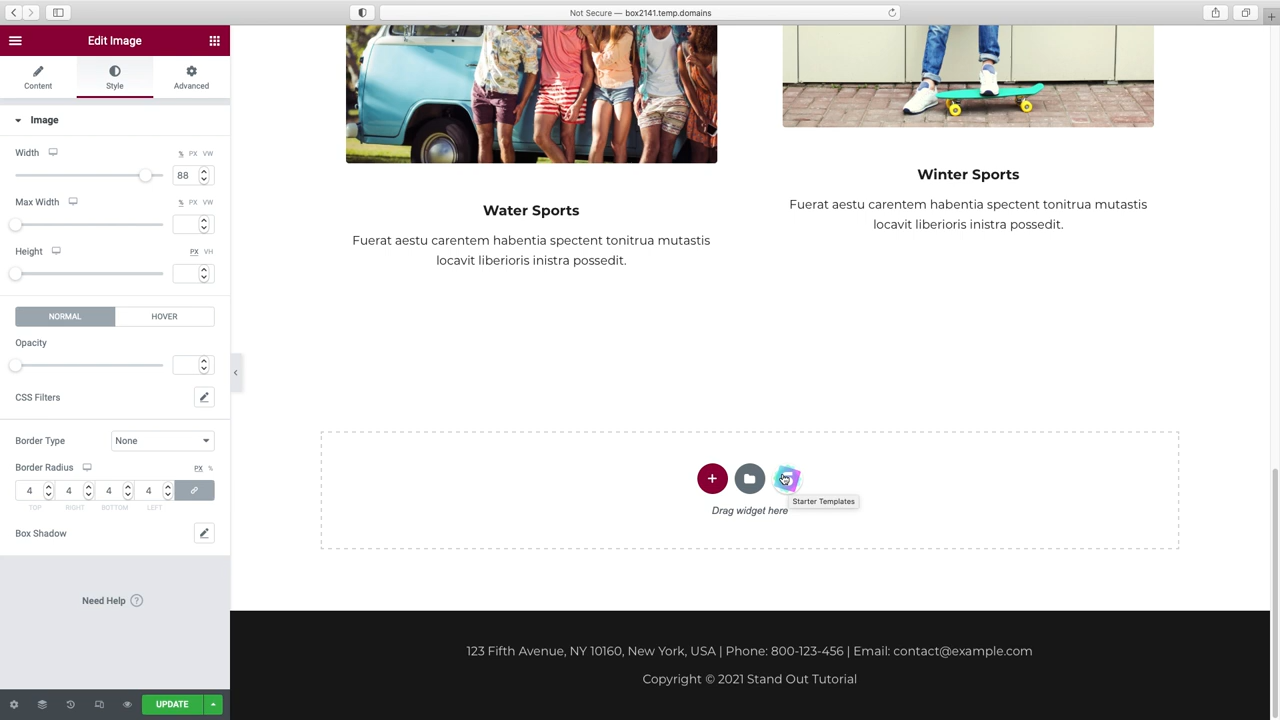 Not Secure — box2141.temp.domains
Edit Image
Content
Style
Advanced
Image
Width
% PX VW
88
Max Width
% PX VW
Height
PX VH
NORMAL
HOVER
Opacity
CSS Filters
Border Type
None
Border Radius
PX %
4 4 4 4
TOP RIGHT BOTTOM LEFT
Box Shadow
Need Help ?
UPDATE
Water Sports
Fuerat aestu carentem habentia spectent tonitrua mutastis
locavit liberioris inistra possedit.
Winter Sports
Fuerat aestu carentem habentia spectent tonitrua mutastis
locavit liberioris inistra possedit.
Starter Templates
Drag widget here
123 Fifth Avenue, NY 10160, New York, USA | Phone: 800-123-456 | Email: contact@example.com
Copyright © 2021 Stand Out Tutorial